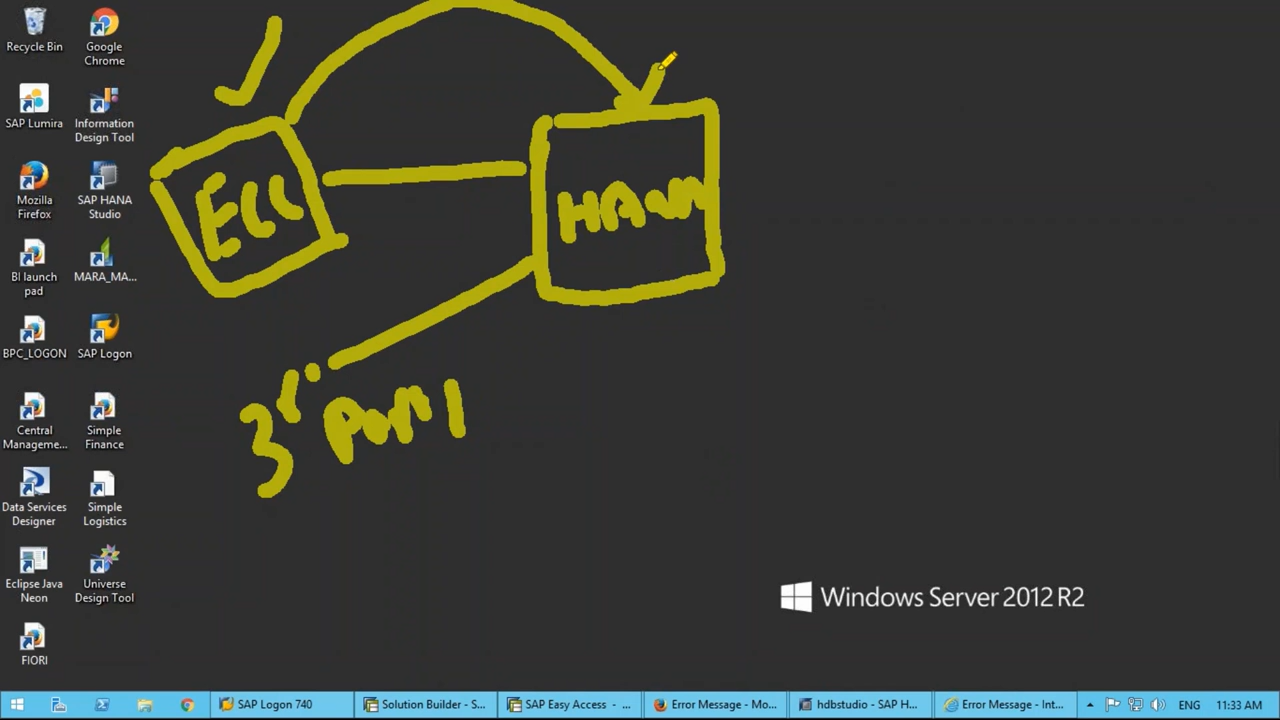 Recycle Bin
Google Chrome
SAP Lumira
Information Design Tool
Mozilla Firefox
SAP HANA Studio
BI launch pad
MARA_MA...
BPC_LOGON
SAP Logon
Central Manageme...
Simple Finance
Data Services Designer
Simple Logistics
Eclipse Java Neon
Universe Design Tool
FIORI
ECC
3r
Windows Server 2012 R2
SAP Logon 740
Solution Builder - S...
SAP Easy Access - ...
Error Message - Mo...
hdbstudio - SAP H...
Error Message - Int...
ENG
11:33 AM